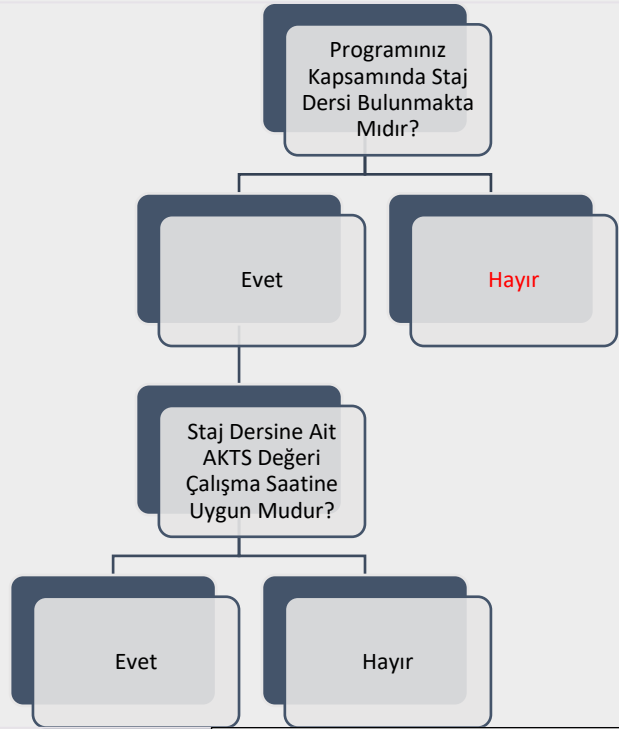 Programınız
Kapsamında Staj
Dersi Bulunmakta
Mıdır?
Evet
Hayır
Staj Dersine Ait
AKTS Değeri
Çalışma Saatine
Uygun Mudur?
Evet
Hayır